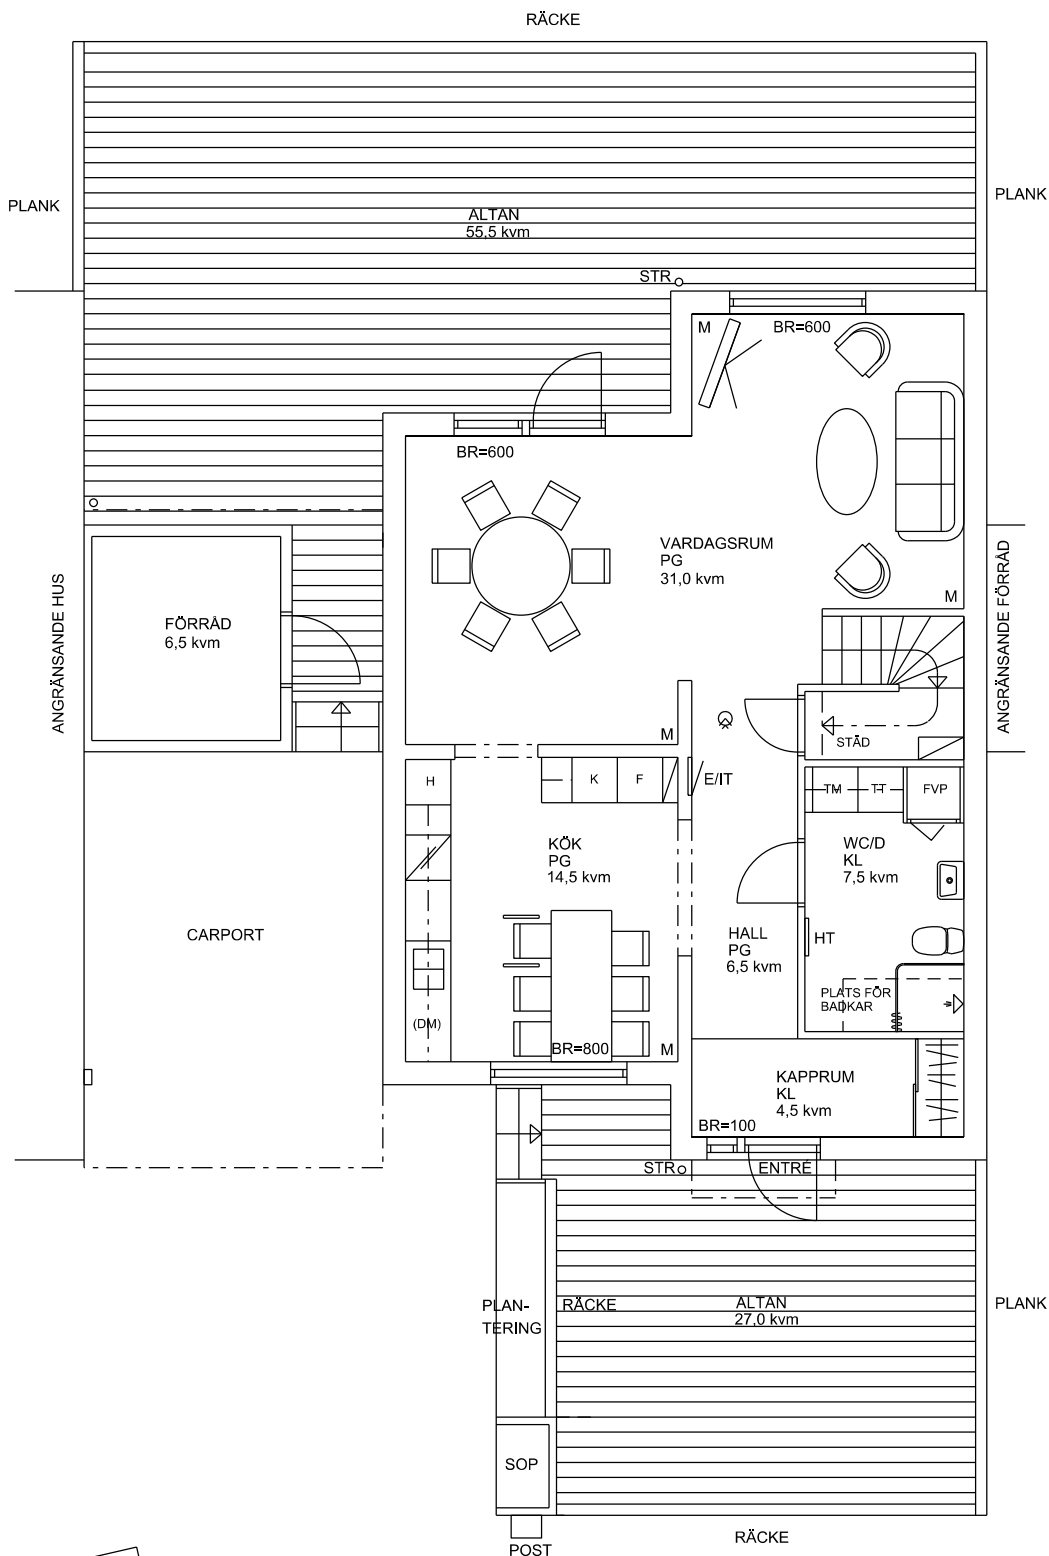 RÄCKE
PLANK
PLANK
ALTAN
55,5 kvm
STR
M
BR=600
BR=600
VARDAGSRUM
PG
31,0 kvm
M
ANGRÄNSANDE HUS
FÖRRÅD
6,5 kvm
ANGRÄNSANDE FÖRRÅD
M
STÄD
H
K
F
E/IT
TM
TT
FVP
KÖK
PG
14,5 kvm
WC/D
KL
7,5 kvm
CARPORT
HALL
PG
6,5 kvm
HT
PLATS FÖR
BADKAR
(DM)
BR=800
M
KAPPRUM
KL
4,5 kvm
BR=100
STR
ENTRÉ
PLAN-
TERING
RÄCKE
ALTAN
27,0 kvm
PLANK
SOP
POST
RÄCKE